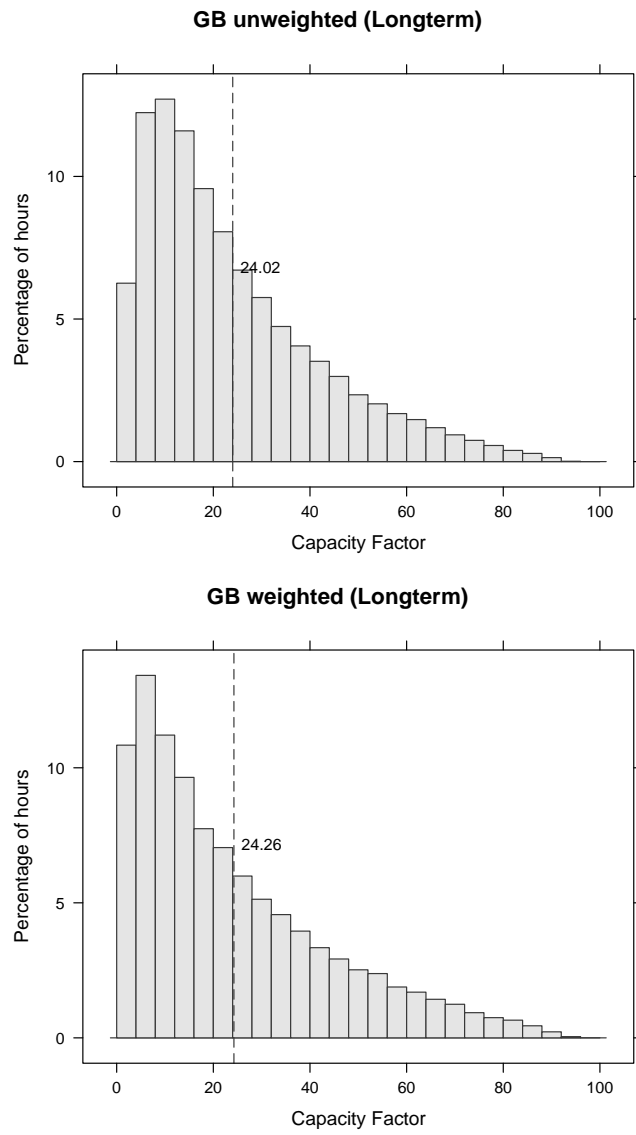 GB unweighted (Longterm)
Percentage of hours
10
5
0
24.02
0 20 40 60 80 100
Capacity Factor
GB weighted (Longterm)
Percentage of hours
10
5
0
24.26
0 20 40 60 80 100
Capacity Factor